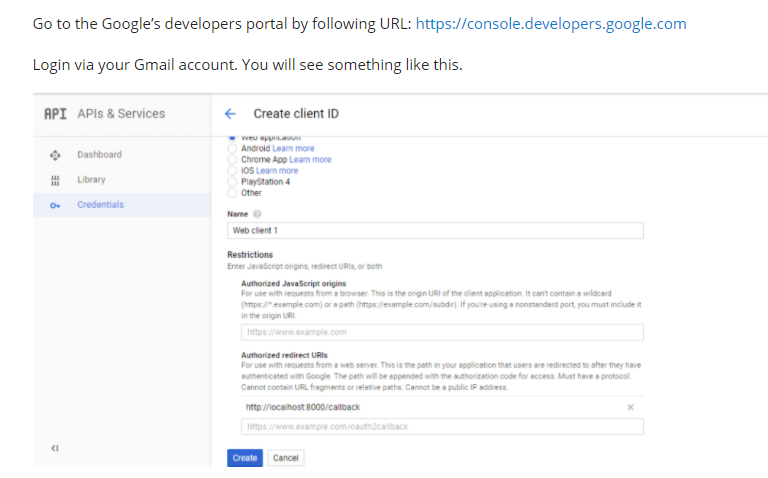 Go to the Google’s developers portal by following URL: https://console.developers.google.com
Login via your Gmail account. You will see something like this.
API APIs & Services
← Create client ID
Web application
Android Learn more
Chrome App Learn more
iOS Learn more
PlayStation 4
Other
Dashboard
Library
Credentials
Name
Web client 1
Restrictions
Enter JavaScript origins, redirect URIs, or both
Authorized JavaScript origins
For use with requests from a browser. This is the origin URI of the client application. It can't contain a wildcard
(https://*.example.com) or a path (https://example.com/subdir). If you're using a nonstandard port, you must include it
in the origin URI.
https://www.example.com
Authorized redirect URIs
For use with requests from a web server. This is the path in your application that users are redirected to after they have
authenticated with Google. The path will be appended with the authorization code for access. Must have a protocol.
Cannot contain URL fragments or relative paths. Cannot be a public IP address.
http://localhost:8000/callback
https://www.example.com/oauth2callback
Create Cancel